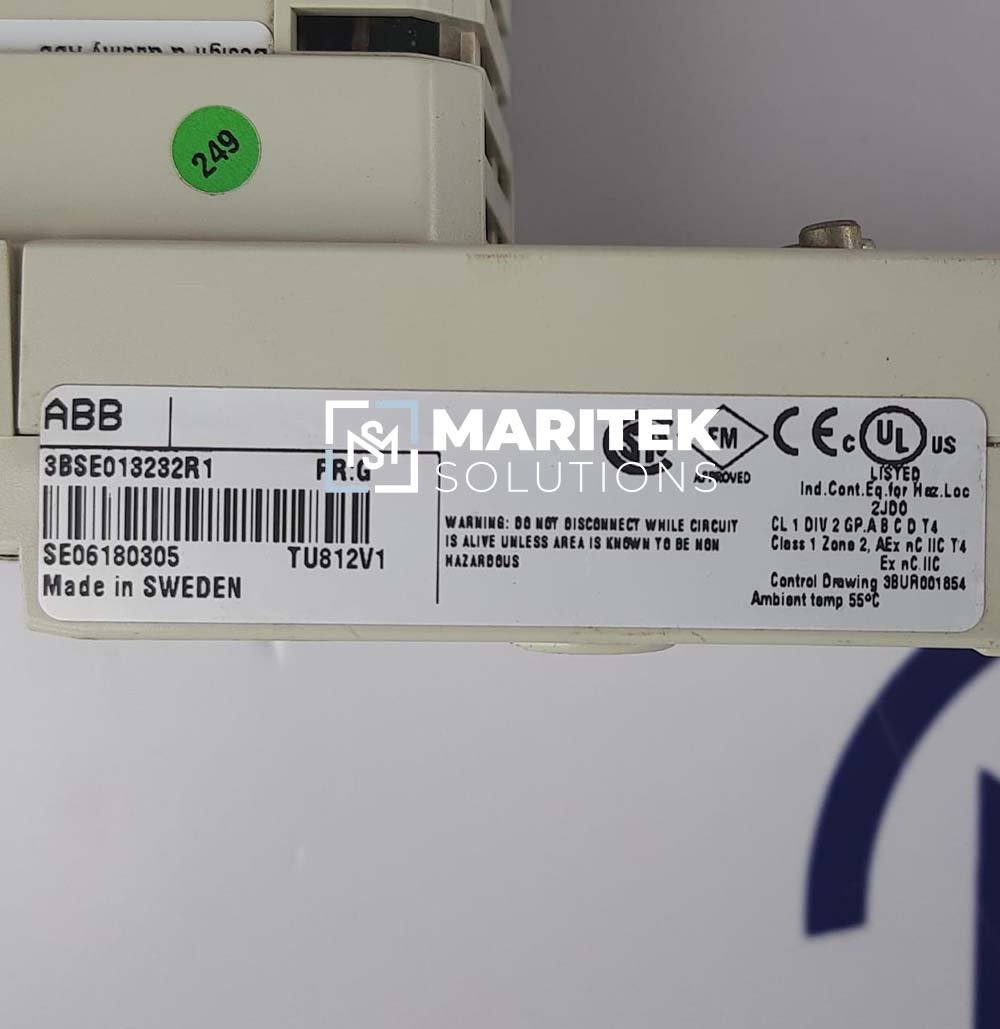 249
ABB
MARITEK
SOLUTIONS
3BSE013232R1 PR:G
SE06180305 TU812V1
Made in SWEDEN
WARNING: DO NOT DISCONNECT WHILE CIRCUIT
IS ALIVE UNLESS AREA IS KNOWN TO BE NON
HAZARDOUS
FM
APPROVED
CE
C UL US
LISTED
Ind.Cont.Eq.for Haz.Loc
2JD0
CL 1 DIV 2 GP.A B C D T4
Class 1 Zone 2, AEx nC IIC T4
Ex nC.IIC
Control Drawing 3BUR001854
Ambient temp 55°C